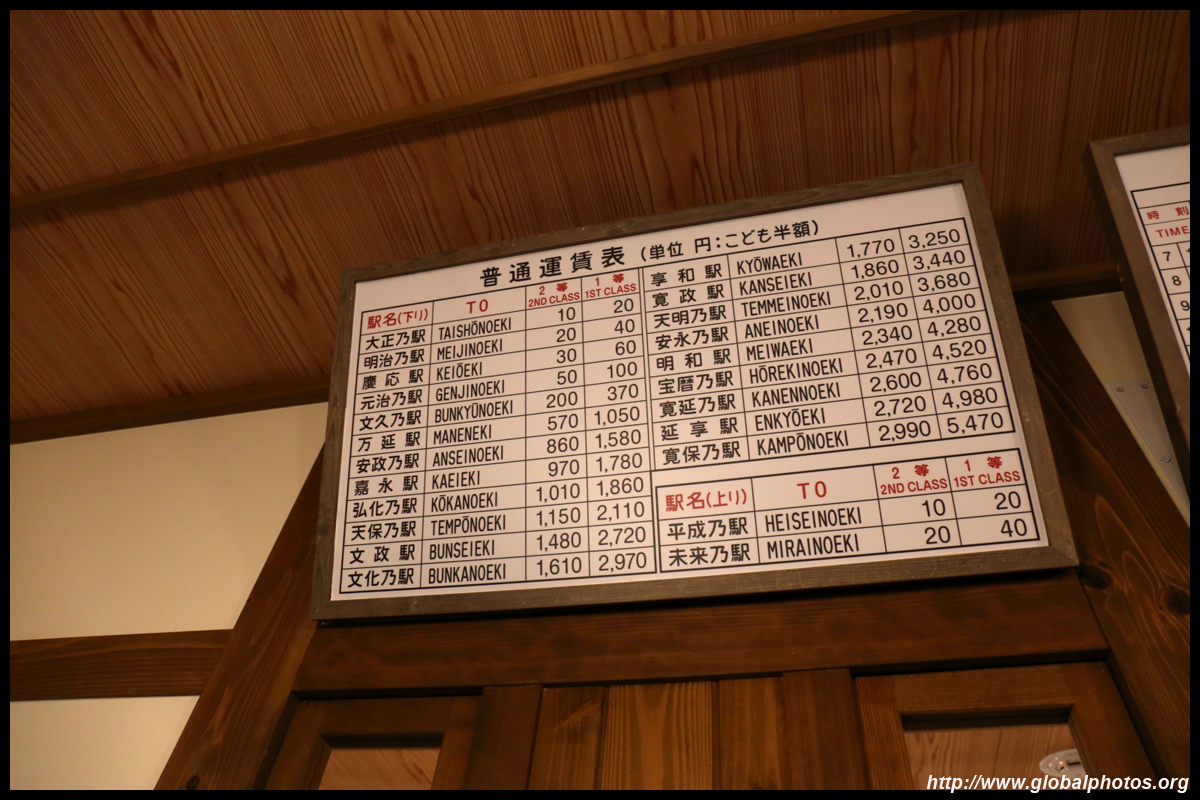 普通運賃表(単位 円:こども半額)
駅名(下り) TO 2等 2ND CLASS 1等 1ST CLASS
大正乃駅 TAISHŌNOEKI 10 20
明治乃駅 MEIJINOEKI 20 40
慶応駅 KEIŌEKI 30 60
元治乃駅 GENJINOEKI 50 100
文久乃駅 BUNKYŪNOEKI 200 370
万延駅 MANENEKI 570 1,050
安政乃駅 ANSEINOEKI 860 1,580
嘉永駅 KAEIEKI 970 1,780
弘化乃駅 KŌKANOEKI 1,010 1,860
天保乃駅 TEMPŌNOEKI 1,150 2,110
文政駅 BUNSEIEKI 1,480 2,720
文化乃駅 BUNKANOEKI 1,610 2,970
享和駅 KYŌWAEKI 1,770 3,250
寛政駅 KANSEIEKI 1,860 3,440
天明乃駅 TEMMEINOEKI 2,010 3,680
安永乃駅 ANEINOEKI 2,190 4,000
明和駅 MEIWAEKI 2,340 4,280
宝暦乃駅 HŌREKINOEKI 2,470 4,520
寛延乃駅 KANENNOEKI 2,600 4,760
延享駅 ENKYŌEKI 2,720 4,980
寛保乃駅 KAMPŌNOEKI 2,990 5,470
駅名(上り) TO 2等 2ND CLASS 1等 1ST CLASS
平成乃駅 HEISEINOEKI 10 20
未来乃駅 MIRAINOEKI 20 40
時刻
TIME
7
8
http://www.globalphotos.org